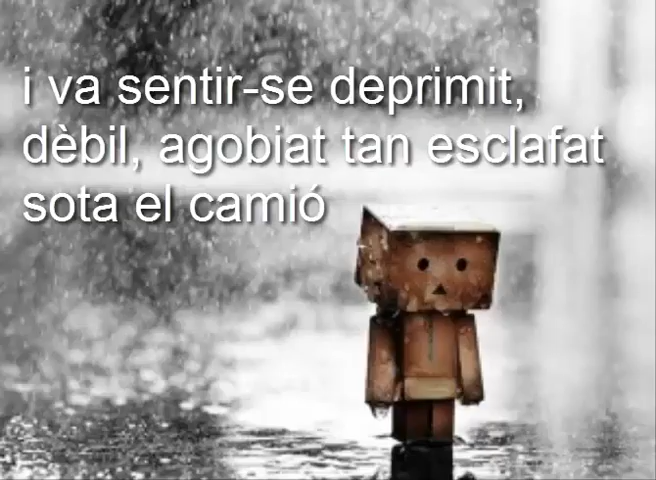 i va sentir-se deprimit,
dèbil, agobiat tan esclafat
sota el camió